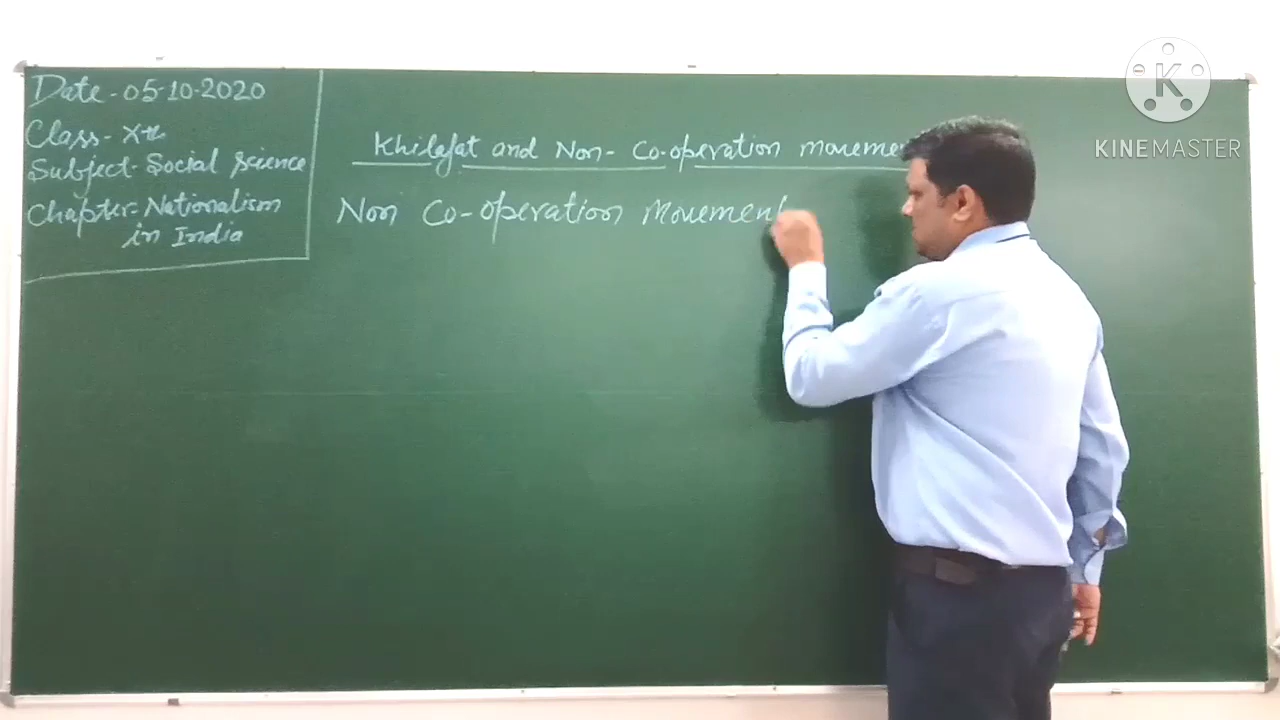 Date-05-10-2020
Class-Xth
Subject-Social science
Chapter-Nationalism
in India
Khilafat and Non-Co-operation movemen
Non Co-operation Movement
K
KINEMASTER